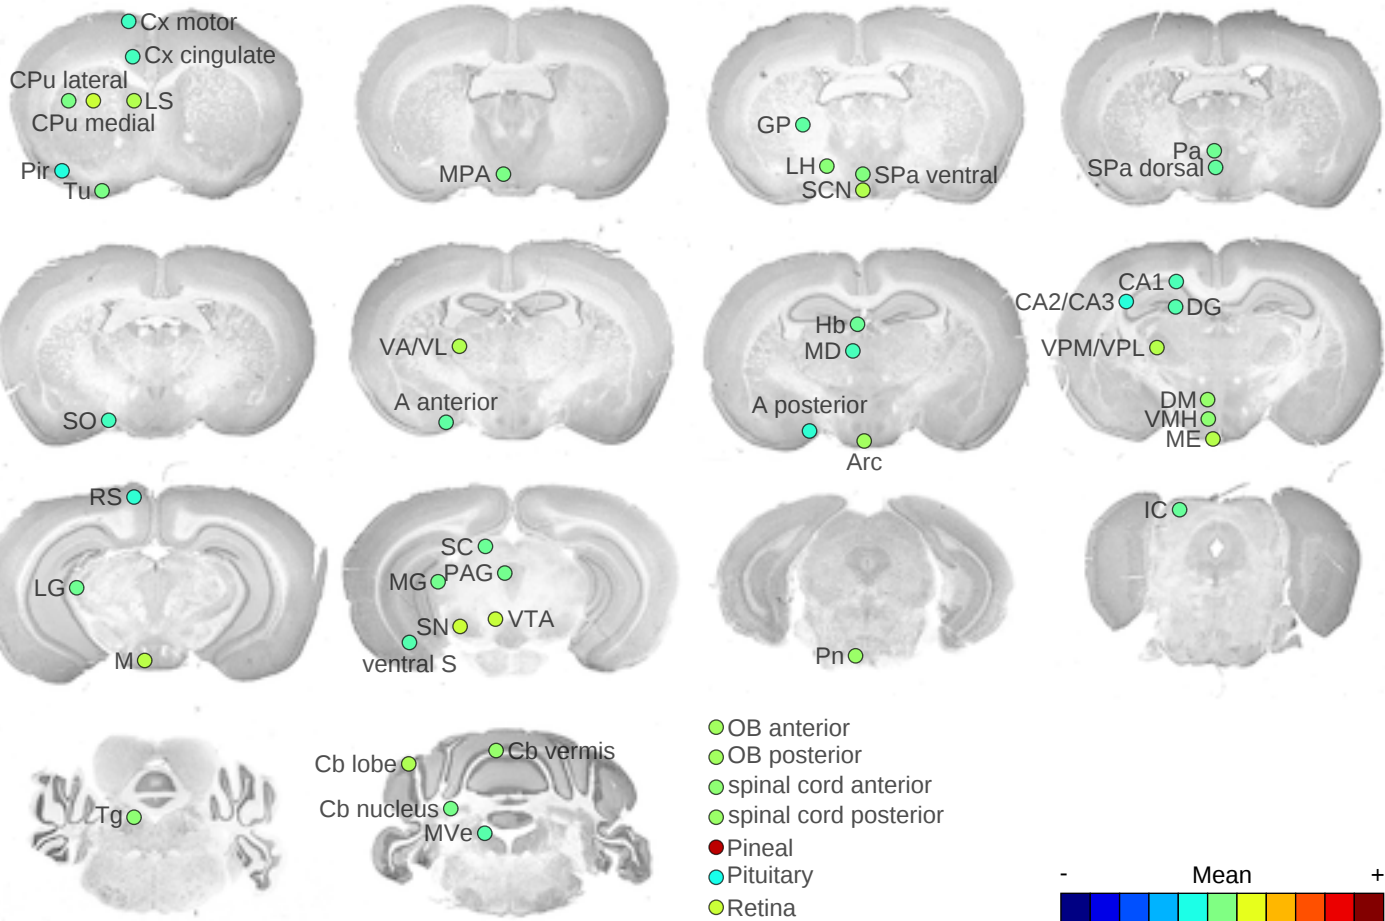 Cx motor
Cx cingulate
CPu lateral
LS
CPu medial
Pir
Tu
MPA
GP
LH
SPa ventral
SCN
Pa
SPa dorsal
SO
VA/VL
A anterior
Hb
MD
A posterior
Arc
CA1
CA2/CA3
DG
VPM/VPL
DM
VMH
ME
RS
LG
M
SC
MG
PAG
SN
VTA
ventral S
Pn
IC
Tg
Cb lobe
Cb vermis
Cb nucleus
MVe
OB anterior
OB posterior
spinal cord anterior
spinal cord posterior
Pineal
Pituitary
Retina
- Mean +